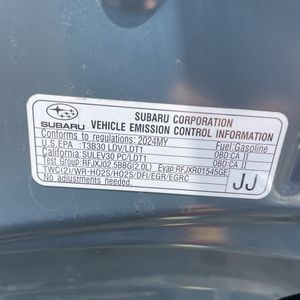 SUBARU CORPORATION
SUBARU VEHICLE EMISSION CONTROL INFORMATION
Conforms to regulations: 2024MY Fuel:Gasoline
U.S.EPA :T3B30 LDV/LDT1 OBD:CA II
California: SULEV30 PC/LDT1 OBD:CA II
Test Group:RFJXJ02.5BBG(2.0L) Evap:RFJXR01545GE
TWC(2)/WR-HO2S/HO2S/DFI/EGR/EGRC
No adjustments needed. JJ